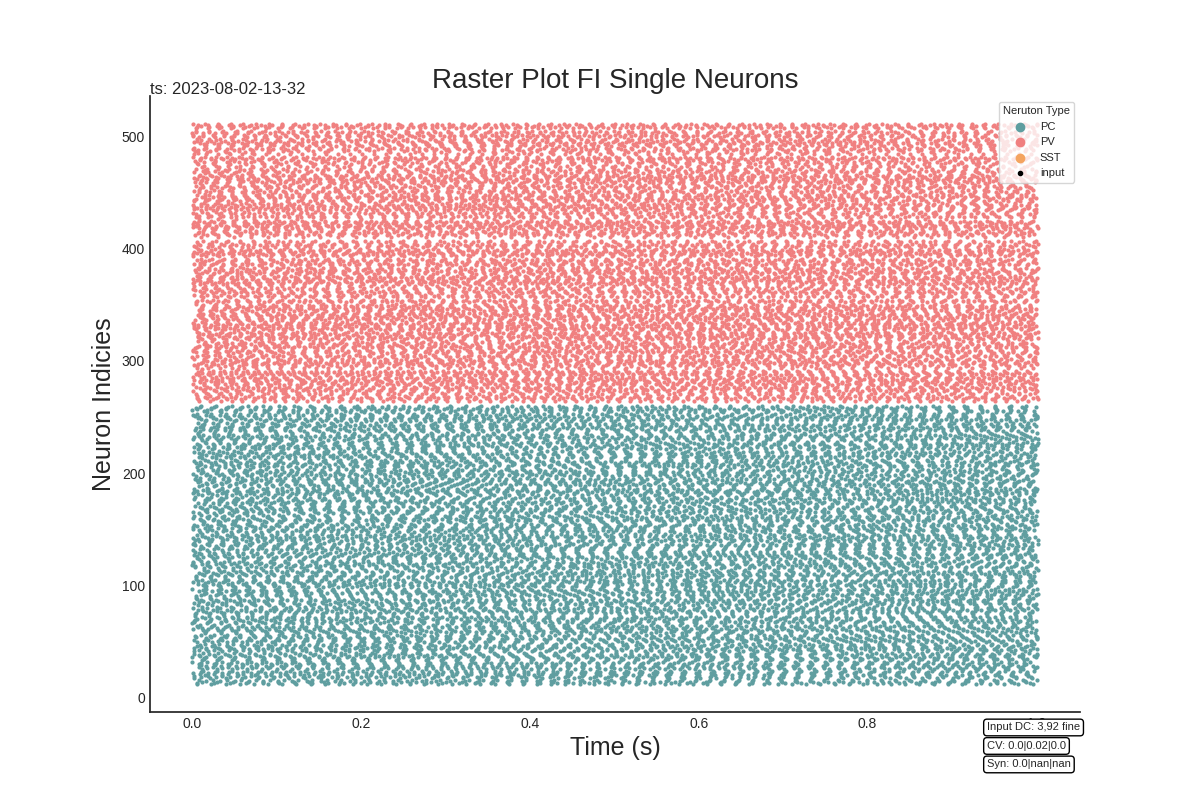 Raster Plot FI Single Neurons
ts: 2023-08-02-13-32
Neruton Type
PC
PV
SST
input
500
400
300
200
100
0
Neuron Indicies
0.0 0.2 0.4 0.6 0.8
Time (s)
Input DC: 3,92 fine
CV: 0.0|0.02|0.0
Syn: 0.0|nan|nan